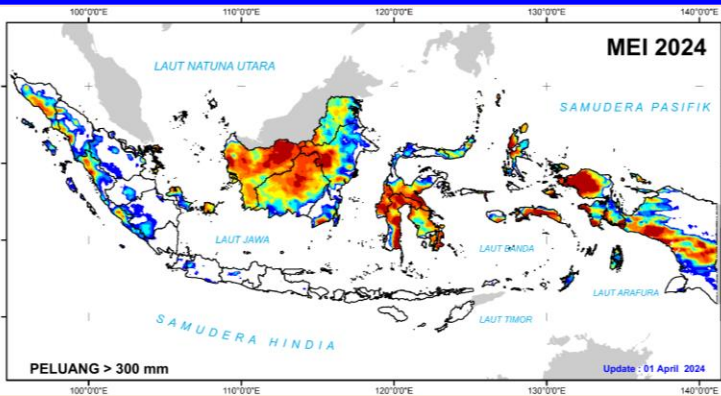 100°0'0"E 110°0'0"E 120°0'0"E 130°0'0"E 140°0'0"E
MEI 2024
LAUT NATUNA UTARA
SAMUDERA PASIFIK
LAUT JAWA
LAUT BANDA
LAUT ARAFURA
SAMUDERA HINDIA
LAUT TIMOR
PELUANG > 300 mm
Update : 01 April 2024
100°0'0"E 110°0'0"E 120°0'0"E 130°0'0"E 140°0'0"E